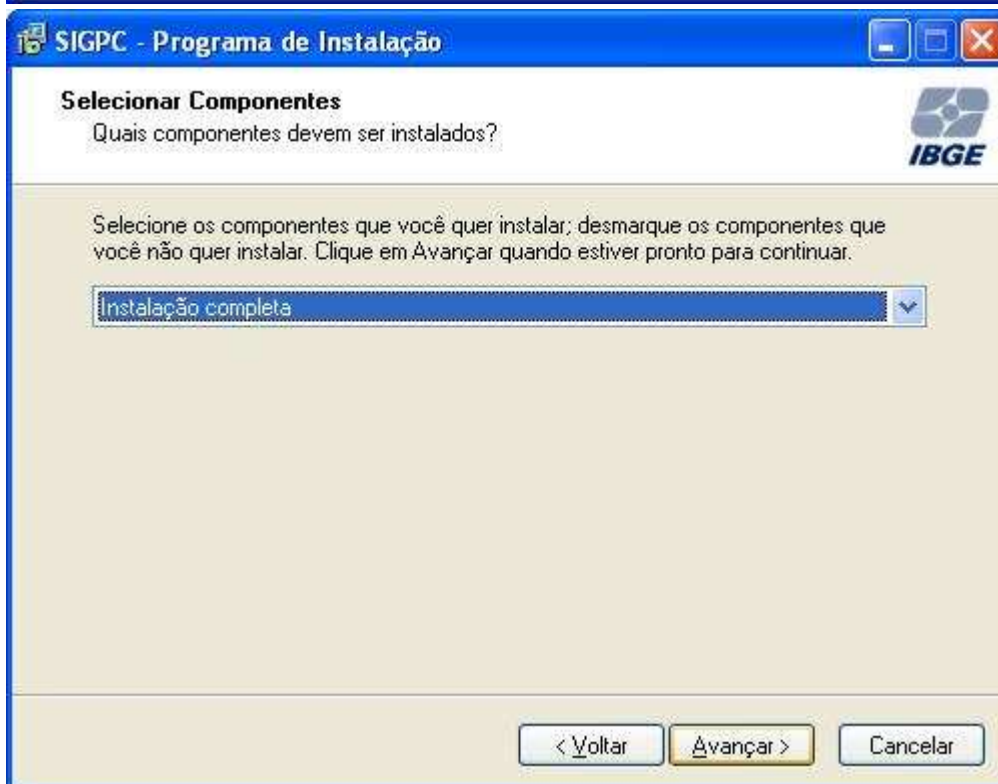 SIGPC - Programa de Instalação
Selecionar Componentes
Quais componentes devem ser instalados?
IBGE
Selecione os componentes que você quer instalar; desmarque os componentes que
você não quer instalar. Clique em Avançar quando estiver pronto para continuar.
Instalação completa
< Voltar
Avançar >
Cancelar